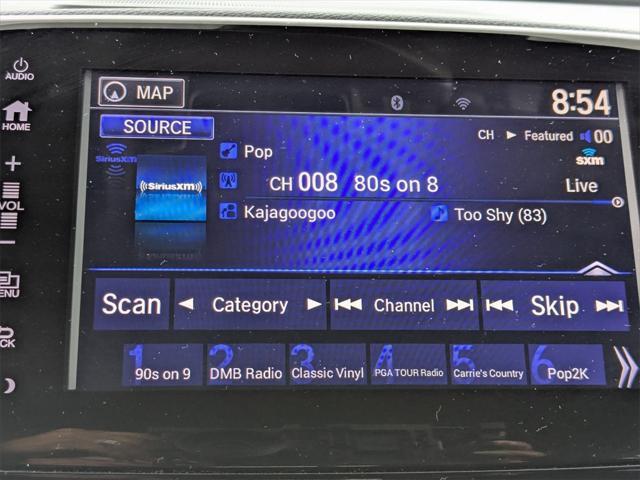 AUDIO
MAP
8:54
HOME
SOURCE
CH ► Featured 00
SiriusXM
Pop
sxm
((SiriusXM))
CH 008 80s on 8
Live
+
VOL
−
Kajagoogoo
Too Shy (83)
Scan
◄ Category ►
Channel
Skip
1 90s on 9
2 DMB Radio
3 Classic Vinyl
4 PGA TOUR Radio
5 Carrie's Country
6 Pop2K